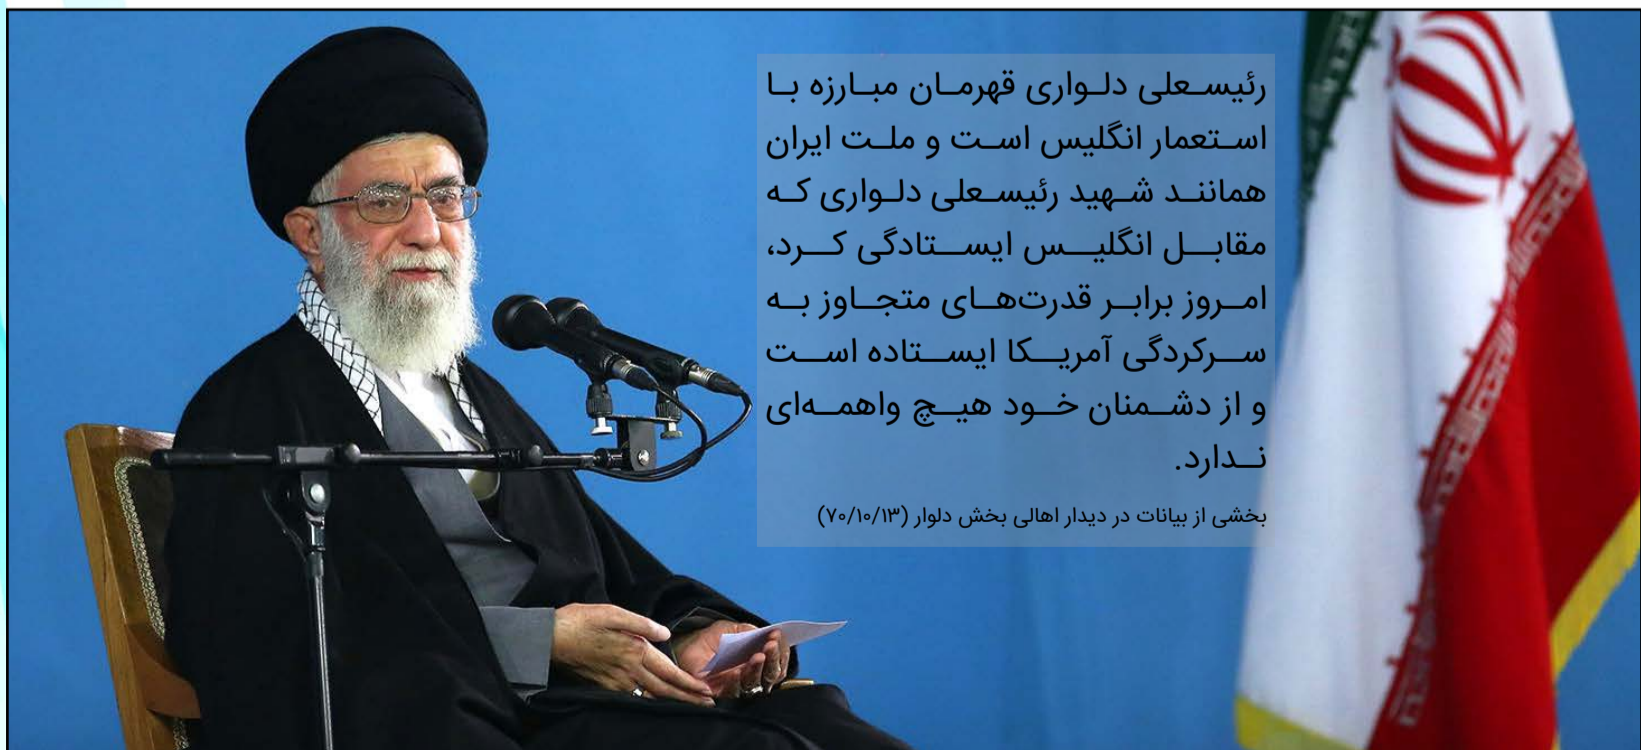 رئیسعلی دلواری قهرمان مبارزه با
استعمار انگلیس است و ملت ایران
همانند شهید رئیسعلی دلواری که
مقابل انگلیس ایستادگی کرد،
امروز برابر قدرت‌های متجاوز به
سرکردگی آمریکا ایستاده است
و از دشمنان خود هیچ واهمه‌ای
ندارد.
بخشی از بیانات در دیدار اهالی بخش دلوار (۷۰/۱۰/۱۳)